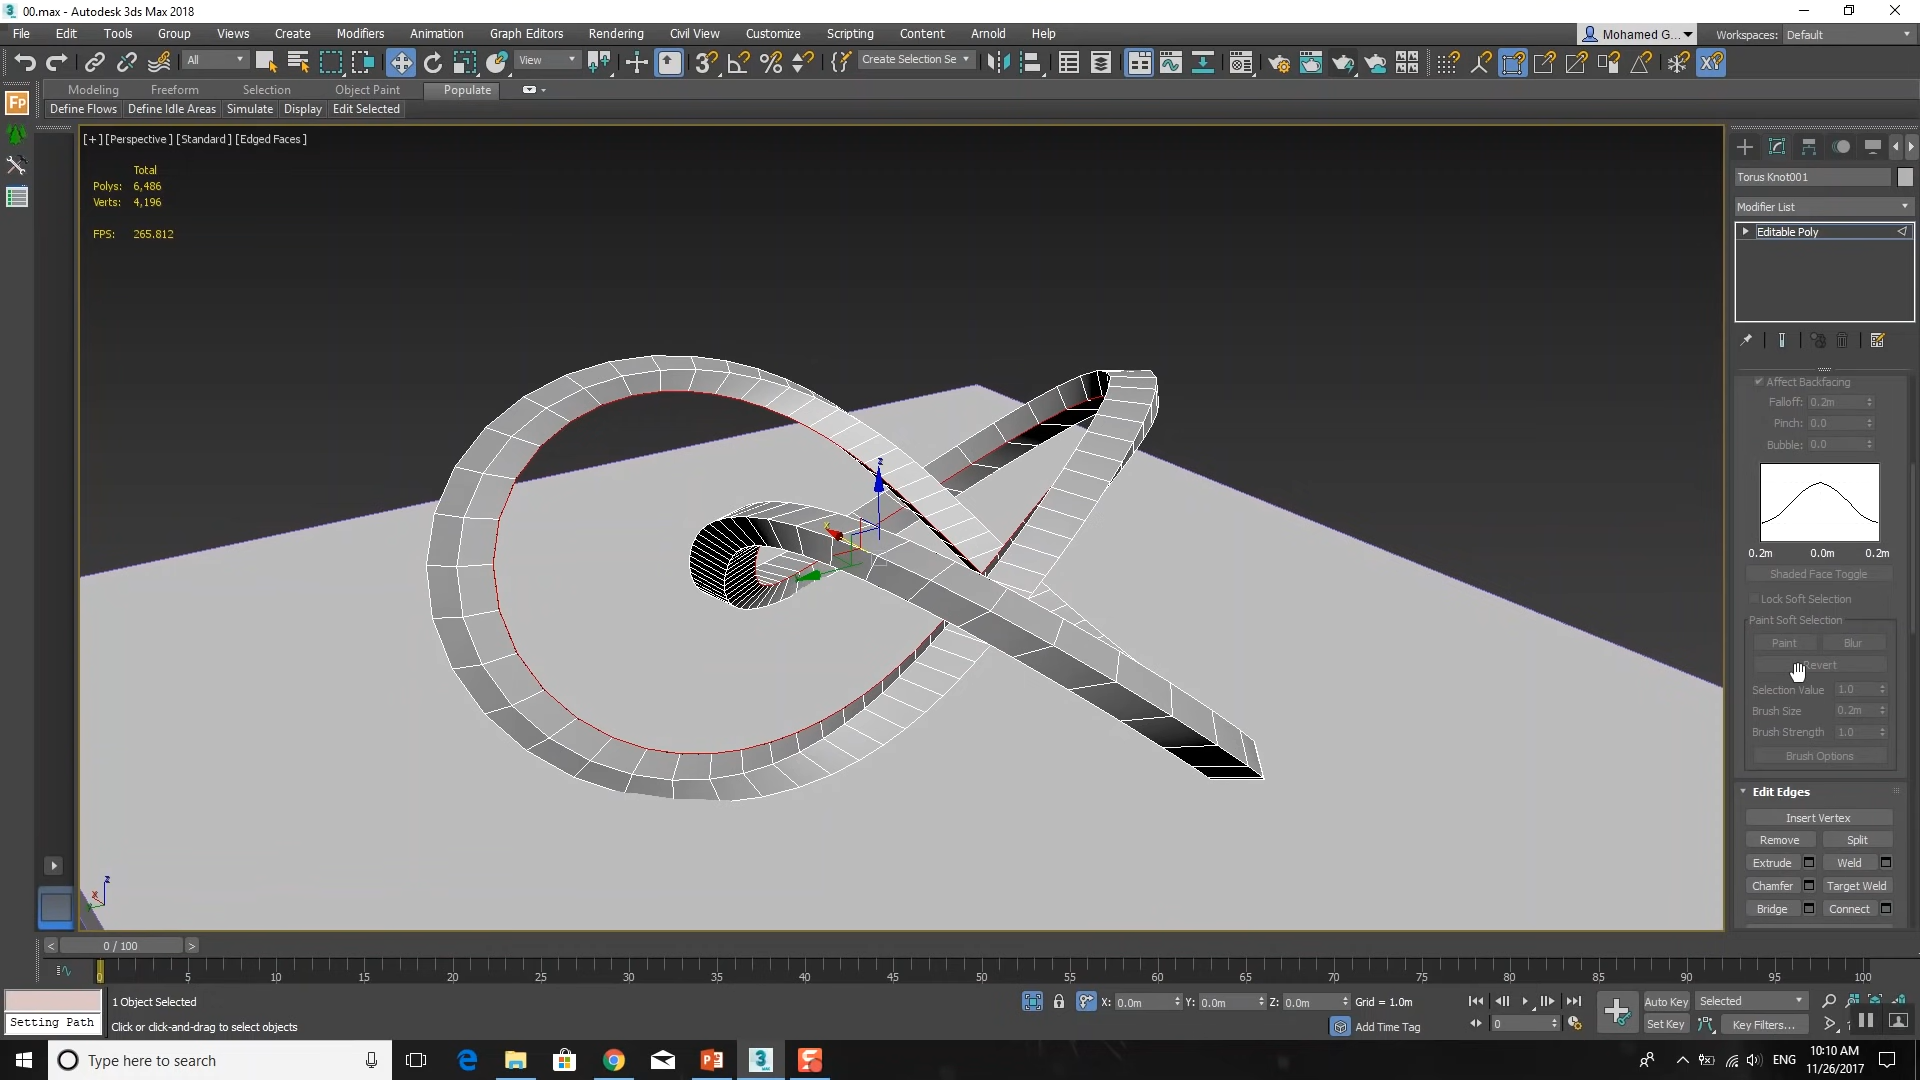 00.max - Autodesk 3ds Max 2018
File Edit Tools Group Views Create Modifiers Animation Graph Editors Rendering Civil View Customize Scripting Content Arnold Help
Mohamed G... Workspaces: Default
All View Create Selection Se
Modeling Freeform Selection Object Paint Populate
Define Flows Define Idle Areas Simulate Display Edit Selected
[+] [Perspective] [Standard] [Edged Faces]
Total
Polys: 6,486
Verts: 4,196
FPS: 265.812
Torus Knot001
Modifier List
Editable Poly
Affect Backfacing
Falloff: 0.2m
Pinch: 0.0
Bubble: 0.0
0.2m 0.0m 0.2m
Shaded Face Toggle
Lock Soft Selection
Paint Soft Selection
Paint Blur
Revert
Selection Value 1.0
Brush Size 0.2m
Brush Strength 1.0
Brush Options
Edit Edges
Insert Vertex
Remove Split
Extrude Weld
Chamfer Target Weld
Bridge Connect
z
x
z
x
y
< 0 / 100 >
0 5 10 15 20 25 30 35 40 45 50 55 60 65 70 75 80 85 90 95 100
1 Object Selected X: 0.0m Y: 0.0m Z: 0.0m Grid = 1.0m Auto Key Selected
Setting Path Click or click-and-drag to select objects Add Time Tag 0 Set Key Key Filters...
Type here to search
ENG 10:10 AM
11/26/2017